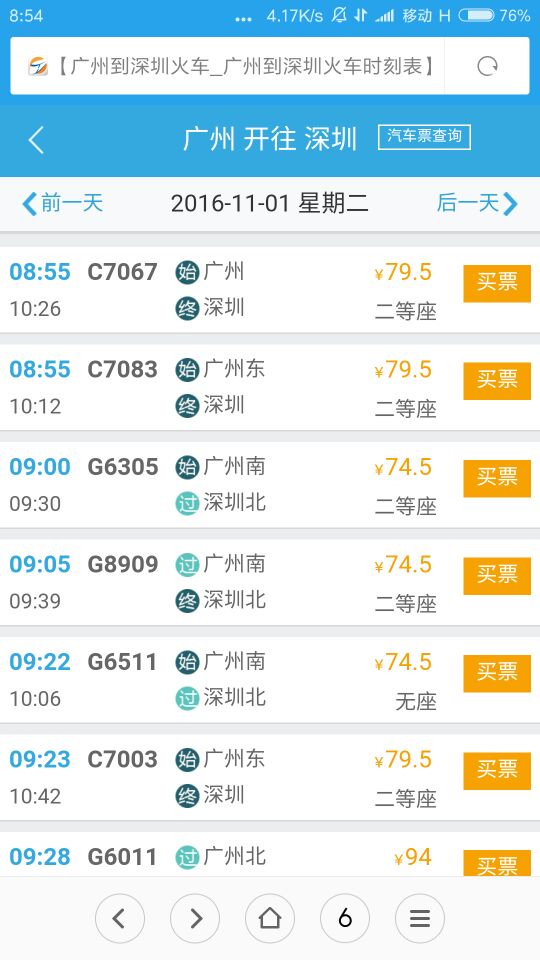 8:54 ... 4.17K/s 移动 H 76%
【广州到深圳火车_广州到深圳火车时刻表】
广州 开往 深圳 汽车票查询
前一天 2016-11-01 星期二 后一天
08:55 C7067 始 广州 ¥79.5 买票
10:26 终 深圳 二等座
08:55 C7083 始 广州东 ¥79.5 买票
10:12 终 深圳 二等座
09:00 G6305 始 广州南 ¥74.5 买票
09:30 过 深圳北 二等座
09:05 G8909 过 广州南 ¥74.5 买票
09:39 终 深圳北 二等座
09:22 G6511 始 广州南 ¥74.5 买票
10:06 过 深圳北 无座
09:23 C7003 始 广州东 ¥79.5 买票
10:42 终 深圳 二等座
09:28 G6011 过 广州北 ¥94 买票
6